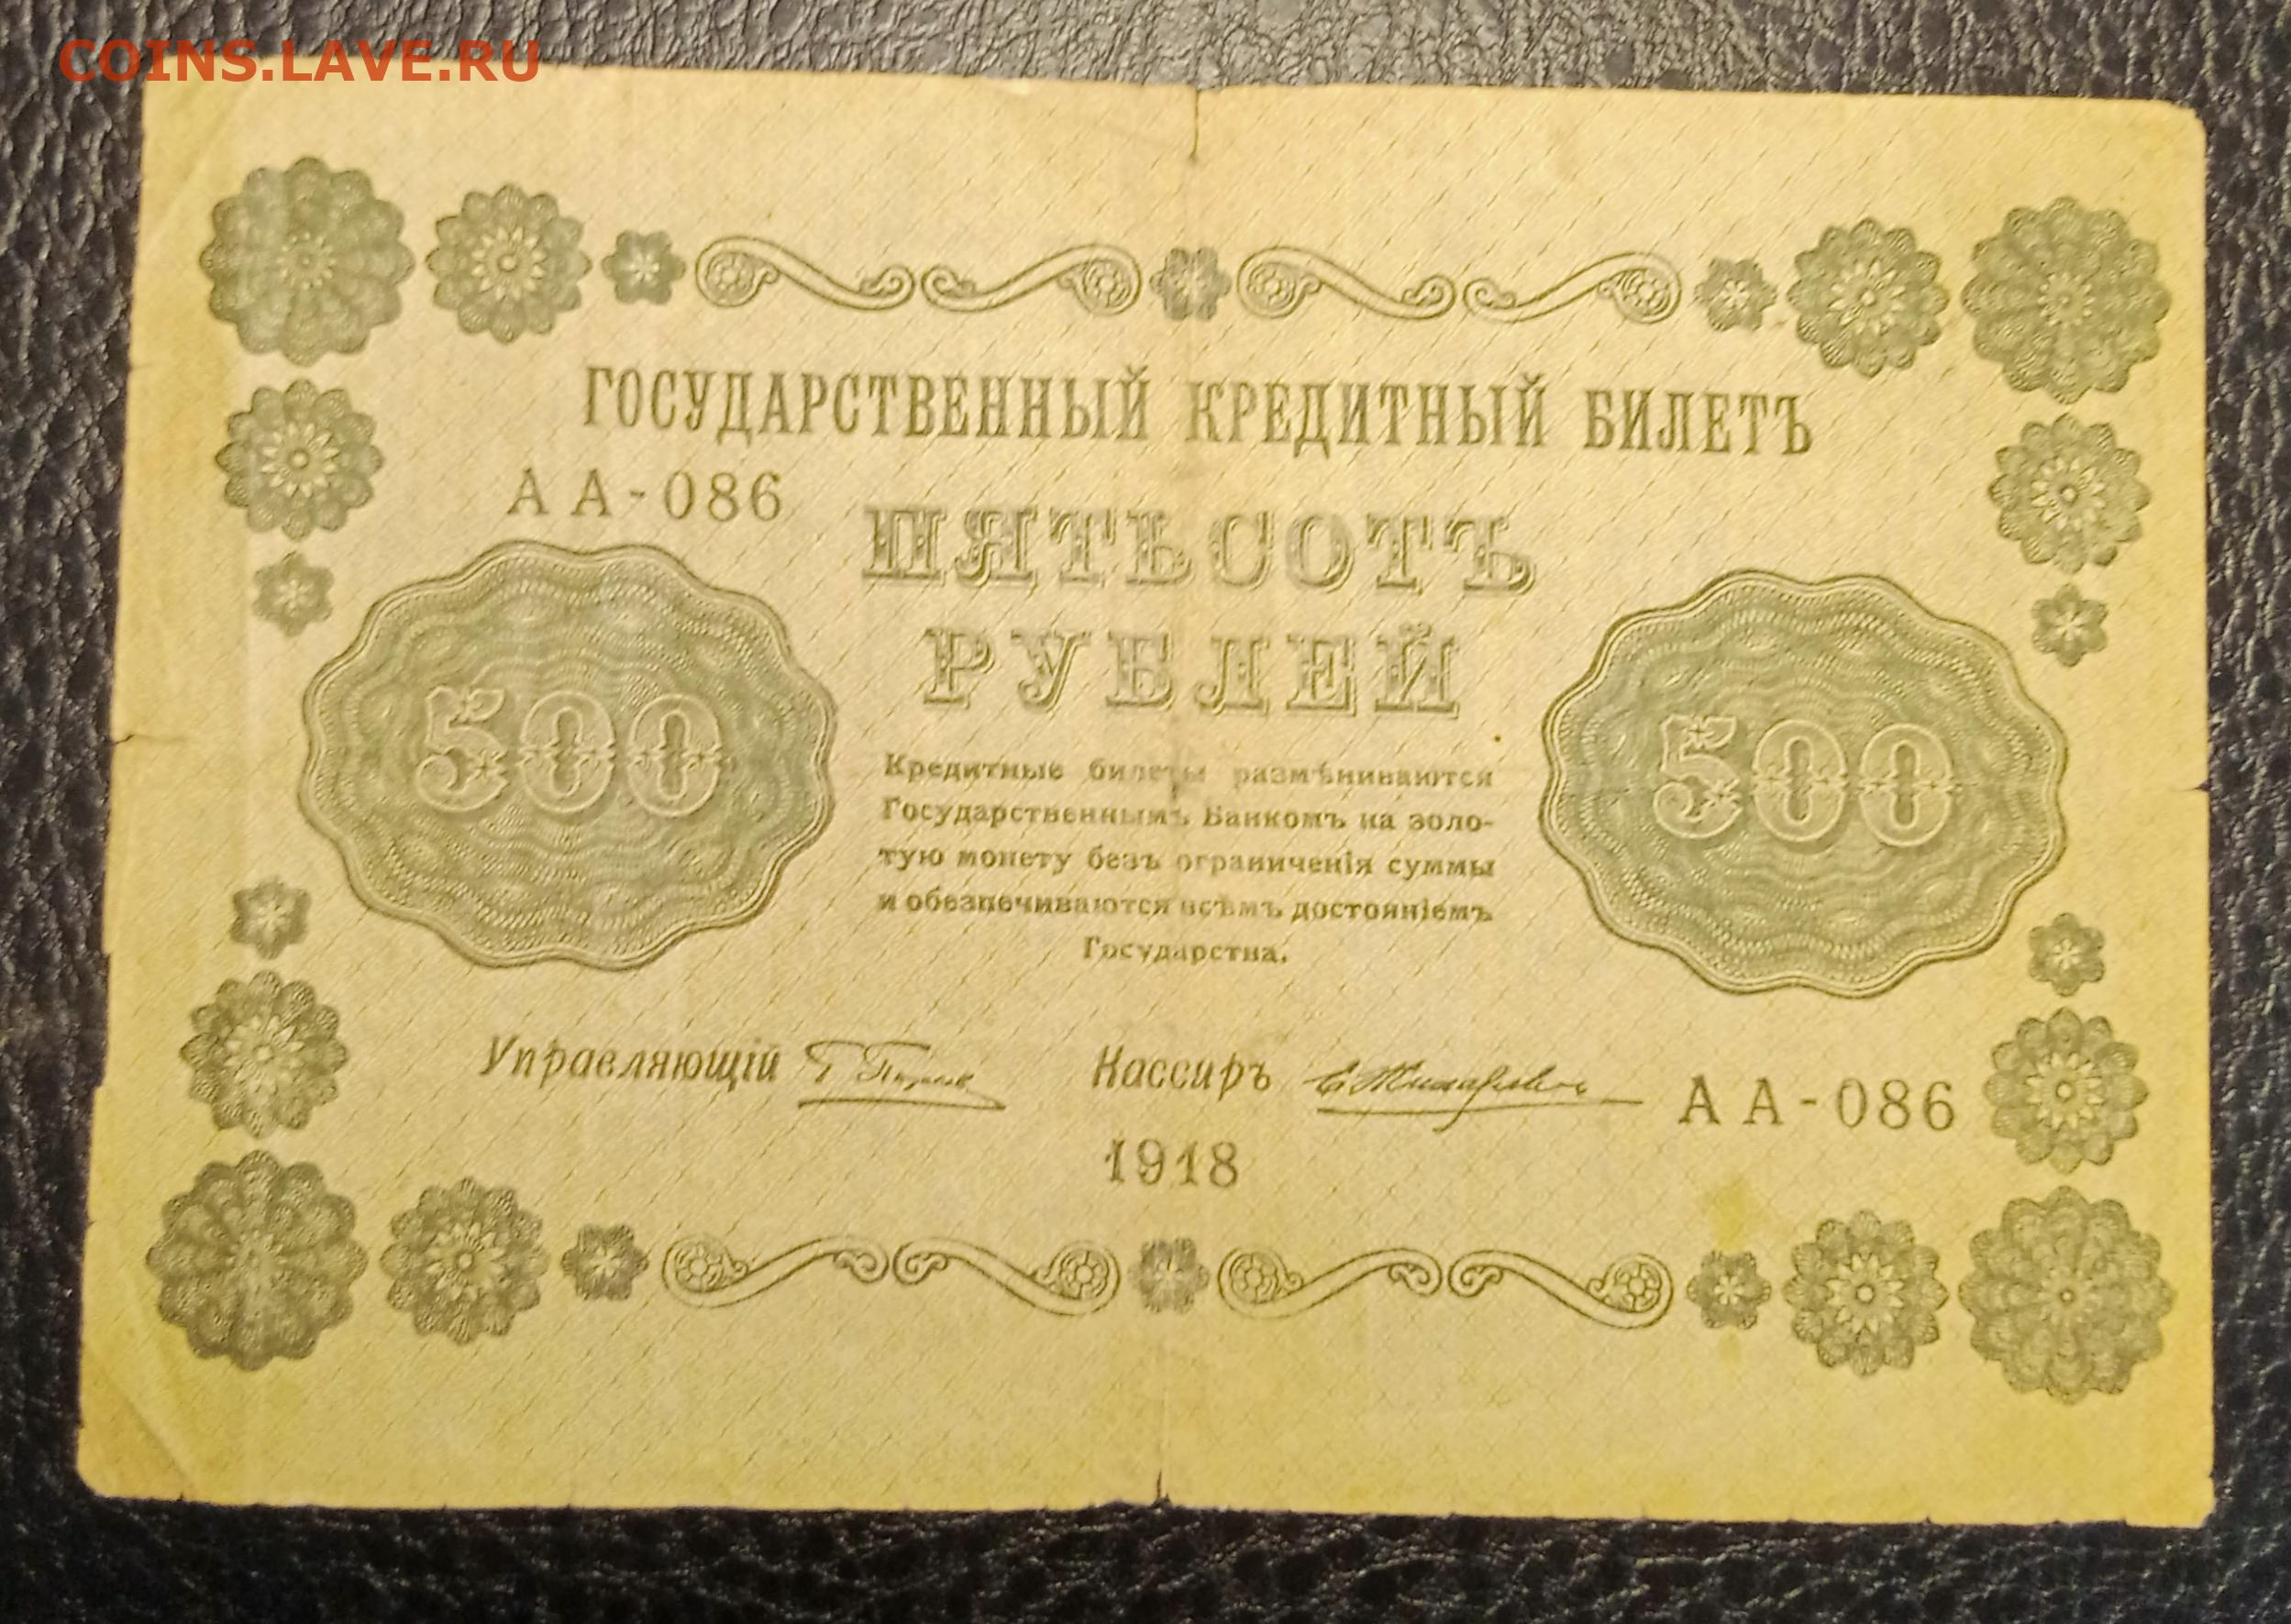 COINS.LAVE.RU
ГОСУДАРСТВЕННЫЙ КРЕДИТНЫЙ БИЛЕТЪ
АА-086
ПЯТЬСОТЪ
РУБЛЕЙ
500
500
Кредитные билеты размѣниваются
Государственнымъ Банкомъ на золо-
тую монету безъ ограниченія суммы
и обезпечиваются всѣмъ достояніемъ
Государства.
Управляющій
Кассиръ
АА-086
1918